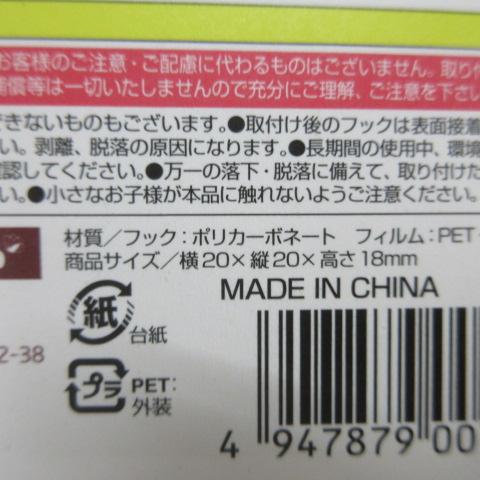 お客様のご注意・ご配慮に代わるものはございません。取り付
補償等は一切いたしませんので充分にご理解、ご注意を下さい
できないものもございます。●取付け後のフックは表面接着
い。剥離、脱落の原因になります。●長期間の使用中、環境
確認してください。●万一の落下・脱落に備えて、取り付けた
い。●小さなお子様が本品に触れないようご注意ください。
材質／フック：ポリカーボネート　フィルム：PET・
商品サイズ／横20×縦20×高さ18mm
MADE IN CHINA
紙 台紙
2-38
プラ PET：
外装
4 947879 00